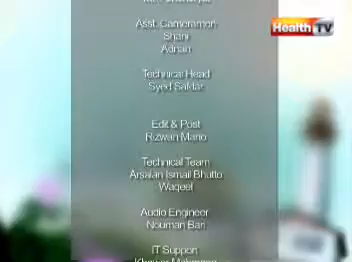 Health TV
Asst. Cameramen
Shani
Adnan
Technical Head
Syed Safdar
Edit & Post
Rizwan Mano
Technical Team
Arsalan Ismail Bhutto
Waqeel
Audio Engineer
Nouman Bari
IT Support